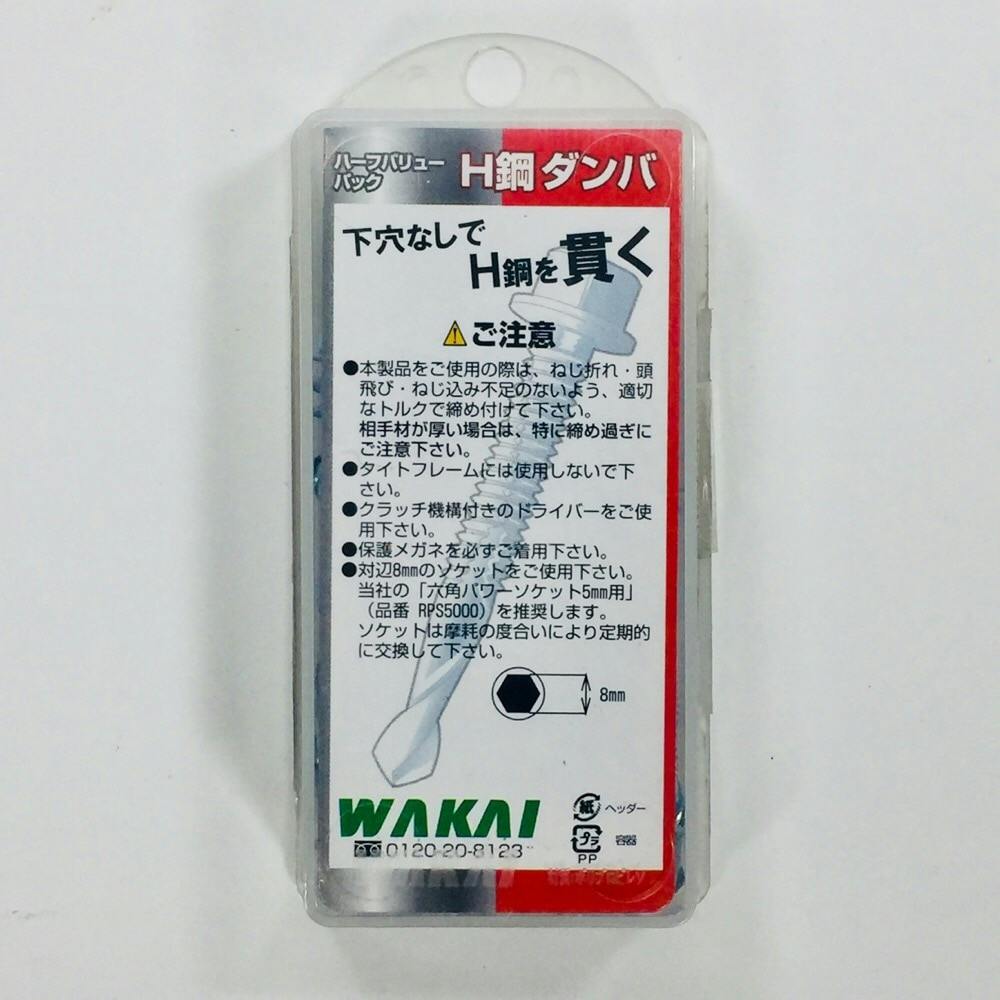 ハーフバリュー
パック
H鋼ダンバ
下穴なしで
H鋼を貫く
ご注意
●本製品をご使用の際は、ねじ折れ・頭
飛び・ねじ込み不足のないよう、適切
なトルクで締め付けて下さい。
相手材が厚い場合は、特に締め過ぎに
ご注意下さい。
●タイトフレームには使用しないで下
さい。
●クラッチ機構付きのドライバーをご使
用下さい。
●保護メガネを必ずご着用下さい。
●対辺8mmのソケットをご使用下さい。
当社の「六角パワーソケット5mm用」
（品番 RPS5000）を推奨します。
ソケットは摩耗の度合いにより定期的
に交換して下さい。
8mm
WAKAI
0120-20-8123
紙 ヘッダー
プラ 容器
PP
WAKAI